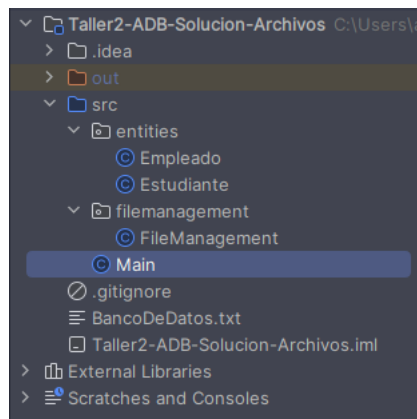 Taller2-ADB-Solucion-Archivos C:\Users\
.idea
out
src
entities
Empleado
Estudiante
filemanagement
FileManagement
Main
.gitignore
BancoDeDatos.txt
Taller2-ADB-Solucion-Archivos.iml
External Libraries
Scratches and Consoles